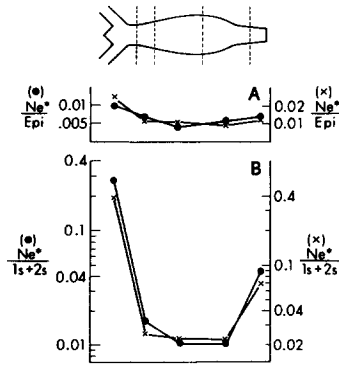 A
(●) (×)
Ne* Ne*
Epi Epi
0.01 0.02
.005 0.01
B
0.4
0.4
(●) (×)
Ne* Ne*
1s+2s 1s+2s
0.1 0.1
0.04 0.04
0.01 0.02